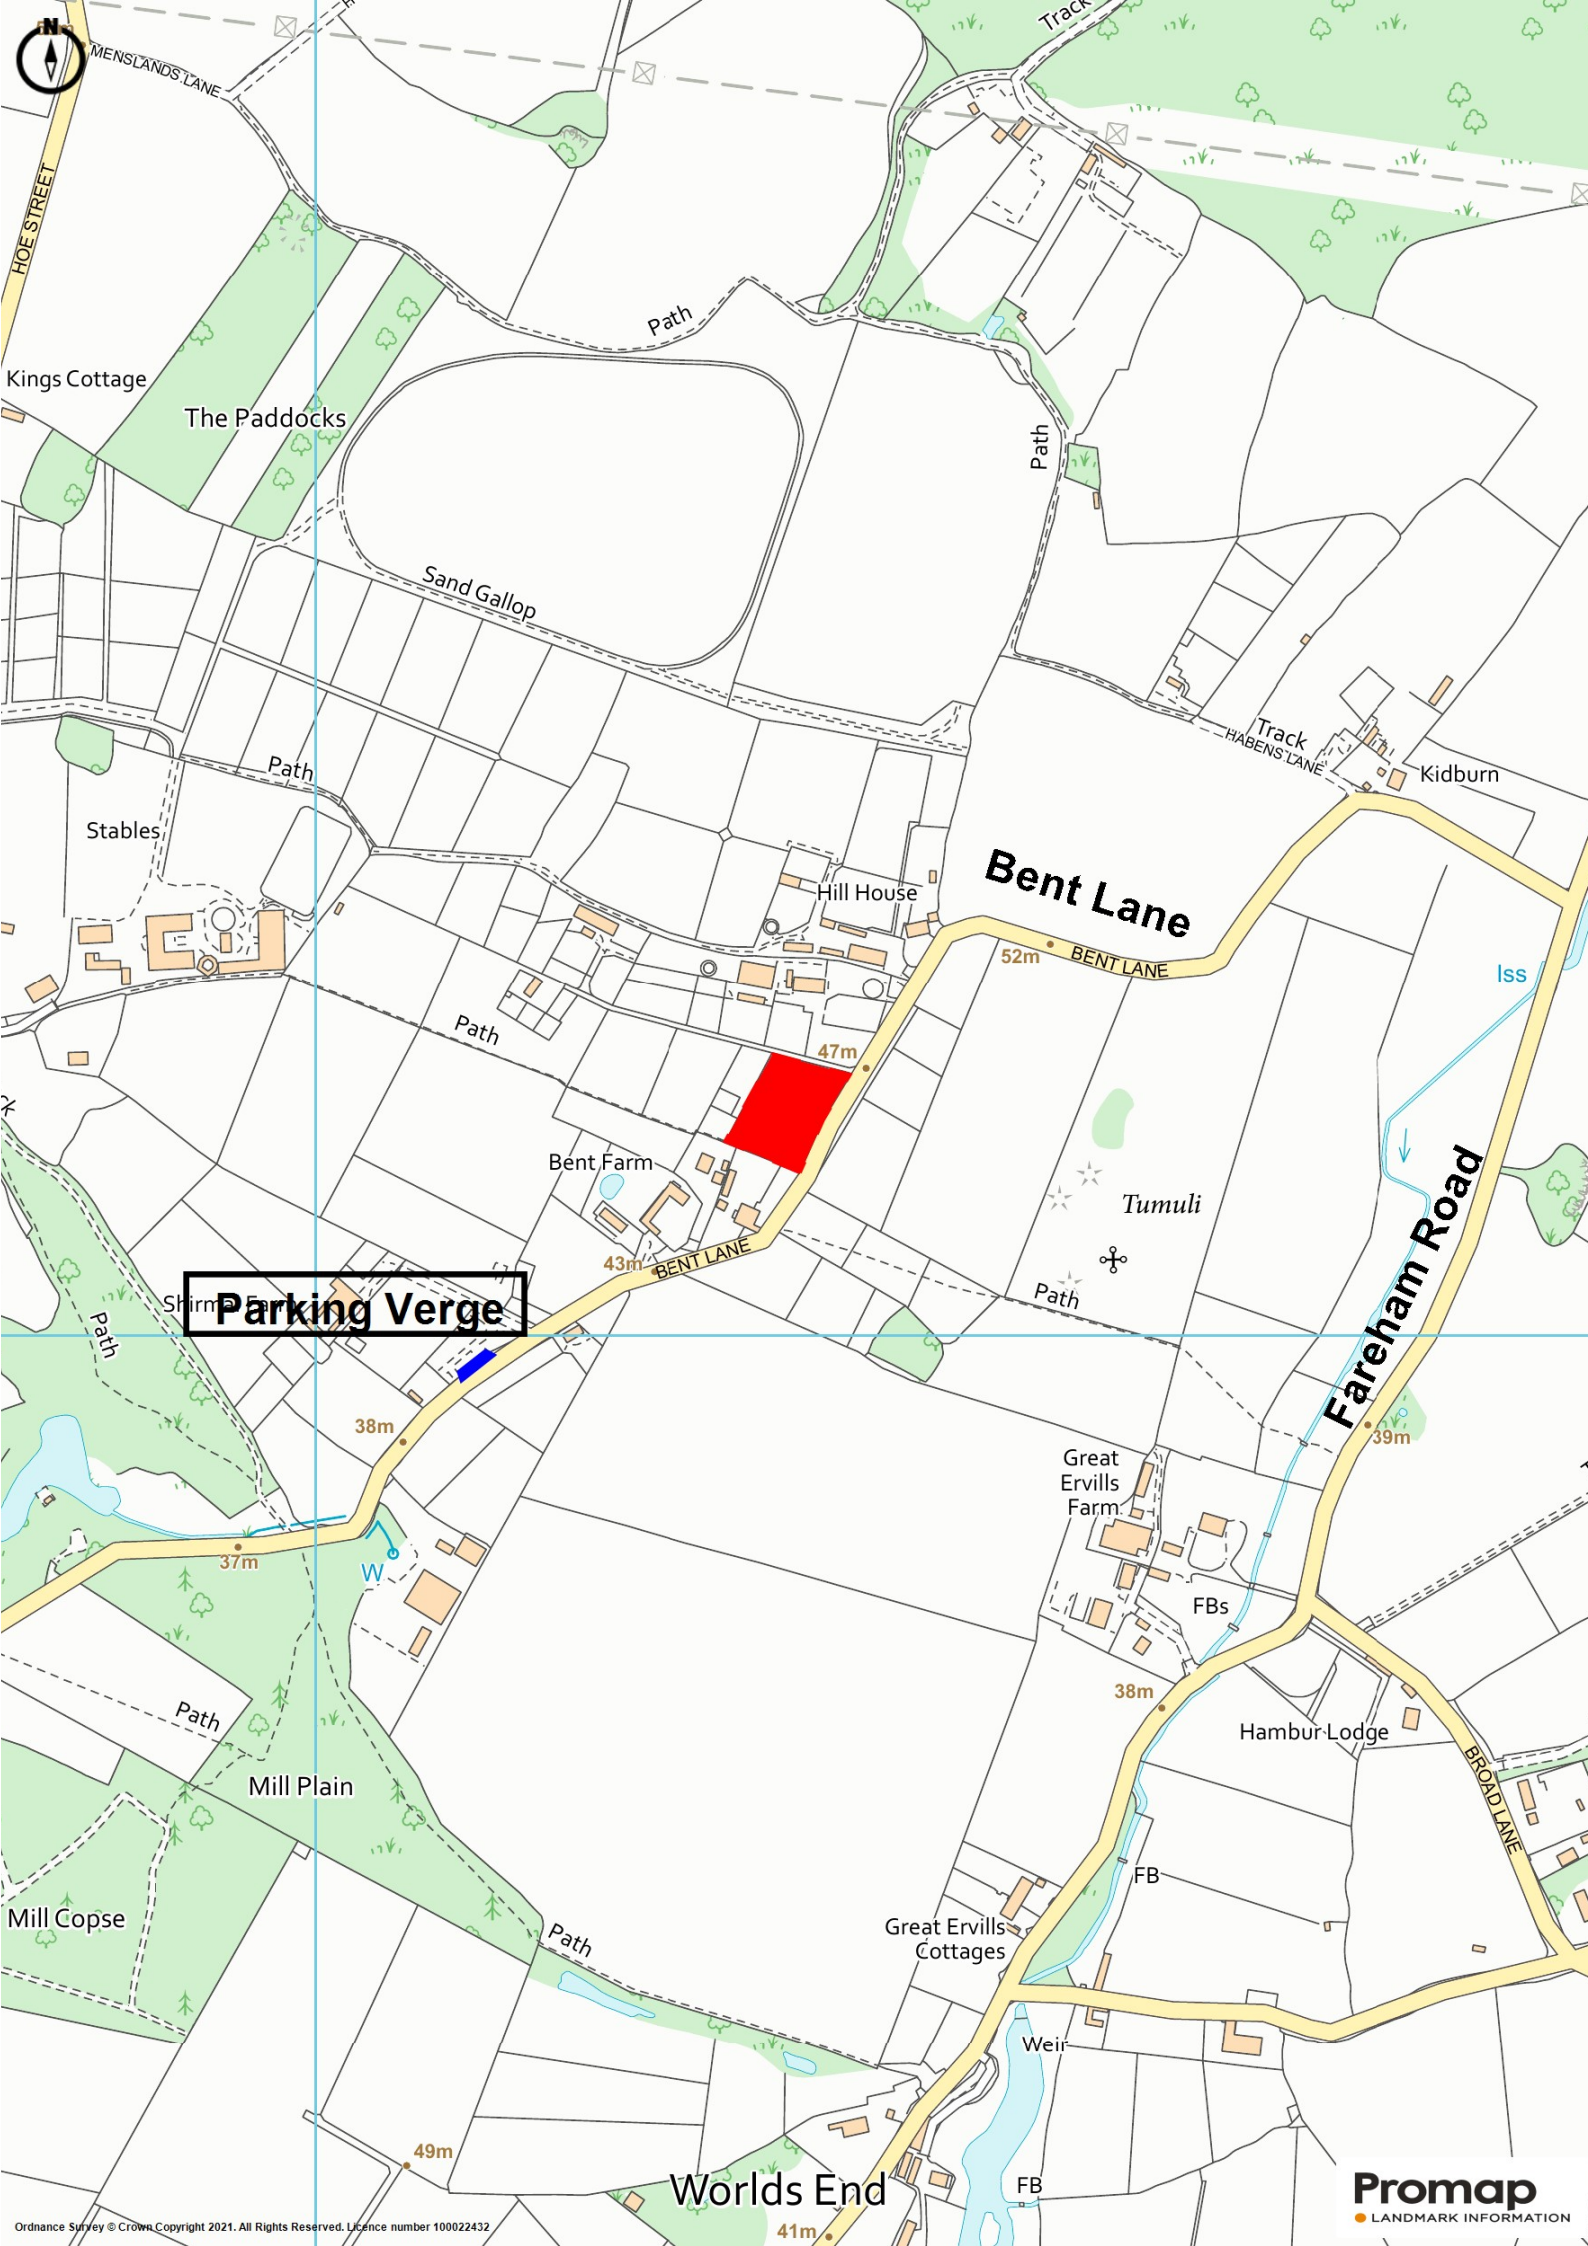 N
Track
MENSLANDS LANE
HOE STREET
Path
Kings Cottage
The Paddocks
Path
Sand Gallop
Track
HABENS LANE
Kidburn
Path
Stables
Hill House
Bent Lane
52m
BENT LANE
Iss
Path
47m
Bent Farm
Tumuli
Fareham Road
43m
BENT LANE
Parking Verge
Path
Path
38m
39m
Great
Ervills
Farm
37m
W
FBs
38m
Path
Hambur Lodge
Mill Plain
BROAD LANE
FB
Mill Copse
Great Ervills
Cottages
Path
Weir
49m
Worlds End
FB
41m
Promap
LANDMARK INFORMATION
Ordnance Survey © Crown Copyright 2021. All Rights Reserved. Licence number 100022432